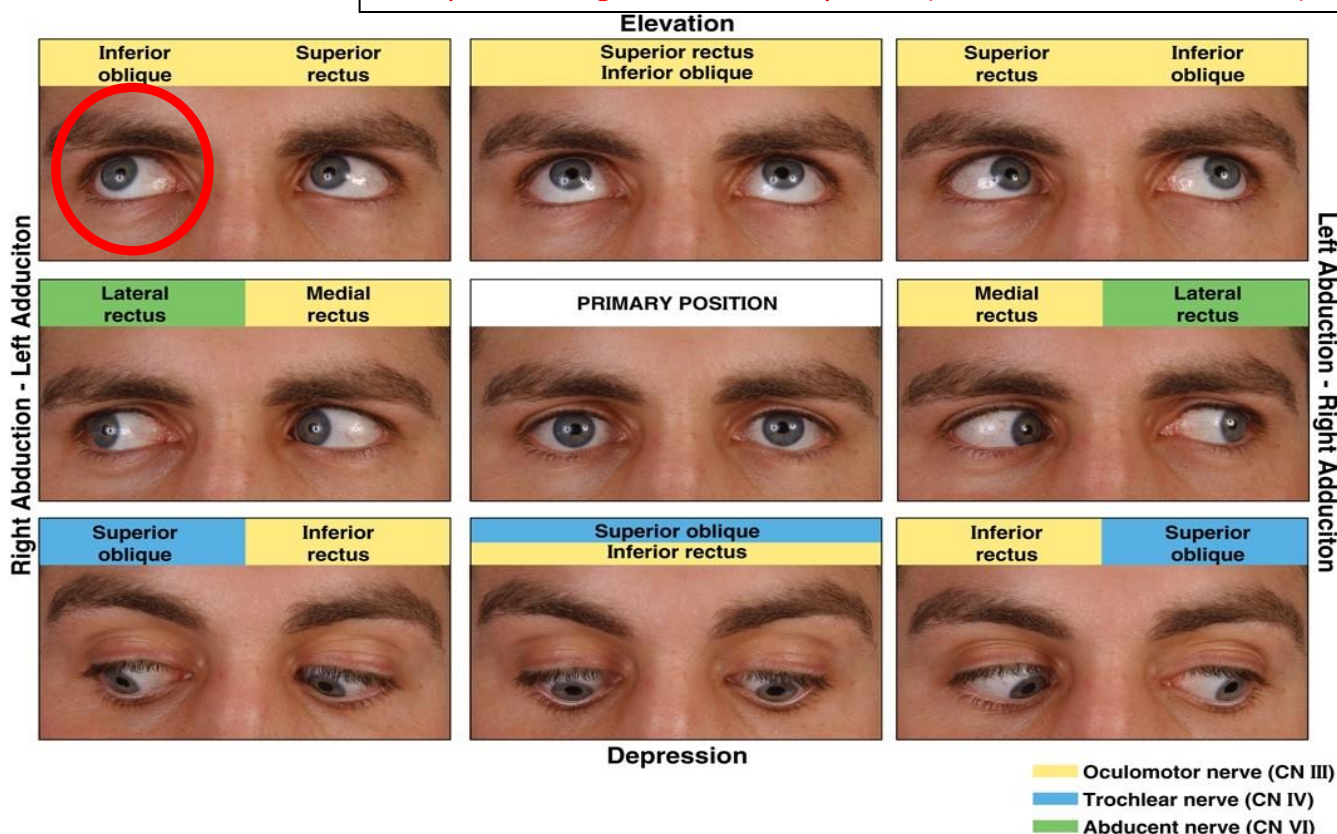 Elevation
Inferior oblique
Superior rectus
Superior rectus
Inferior oblique
Superior rectus
Inferior oblique
Right Abduction - Left Adduciton
Lateral rectus
Medial rectus
PRIMARY POSITION
Medial rectus
Lateral rectus
Left Abduction - Right Adduciton
Superior oblique
Inferior rectus
Superior oblique
Inferior rectus
Inferior rectus
Superior oblique
Depression
Oculomotor nerve (CN III)
Trochlear nerve (CN IV)
Abducent nerve (CN VI)